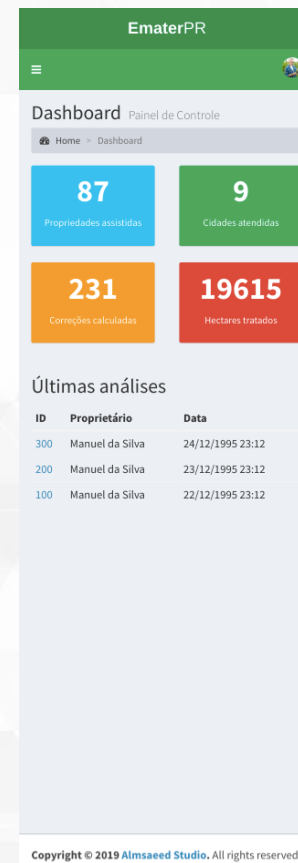 EmaterPR
Dashboard Painel de Controle
Home > Dashboard
87
Propriedades assistidas
9
Cidades atendidas
231
Correções calculadas
19615
Hectares tratados
Últimas análises
ID Proprietário Data
300 Manuel da Silva 24/12/1995 23:12
200 Manuel da Silva 23/12/1995 23:12
100 Manuel da Silva 22/12/1995 23:12
Copyright © 2019 Almsaeed Studio. All rights reserved